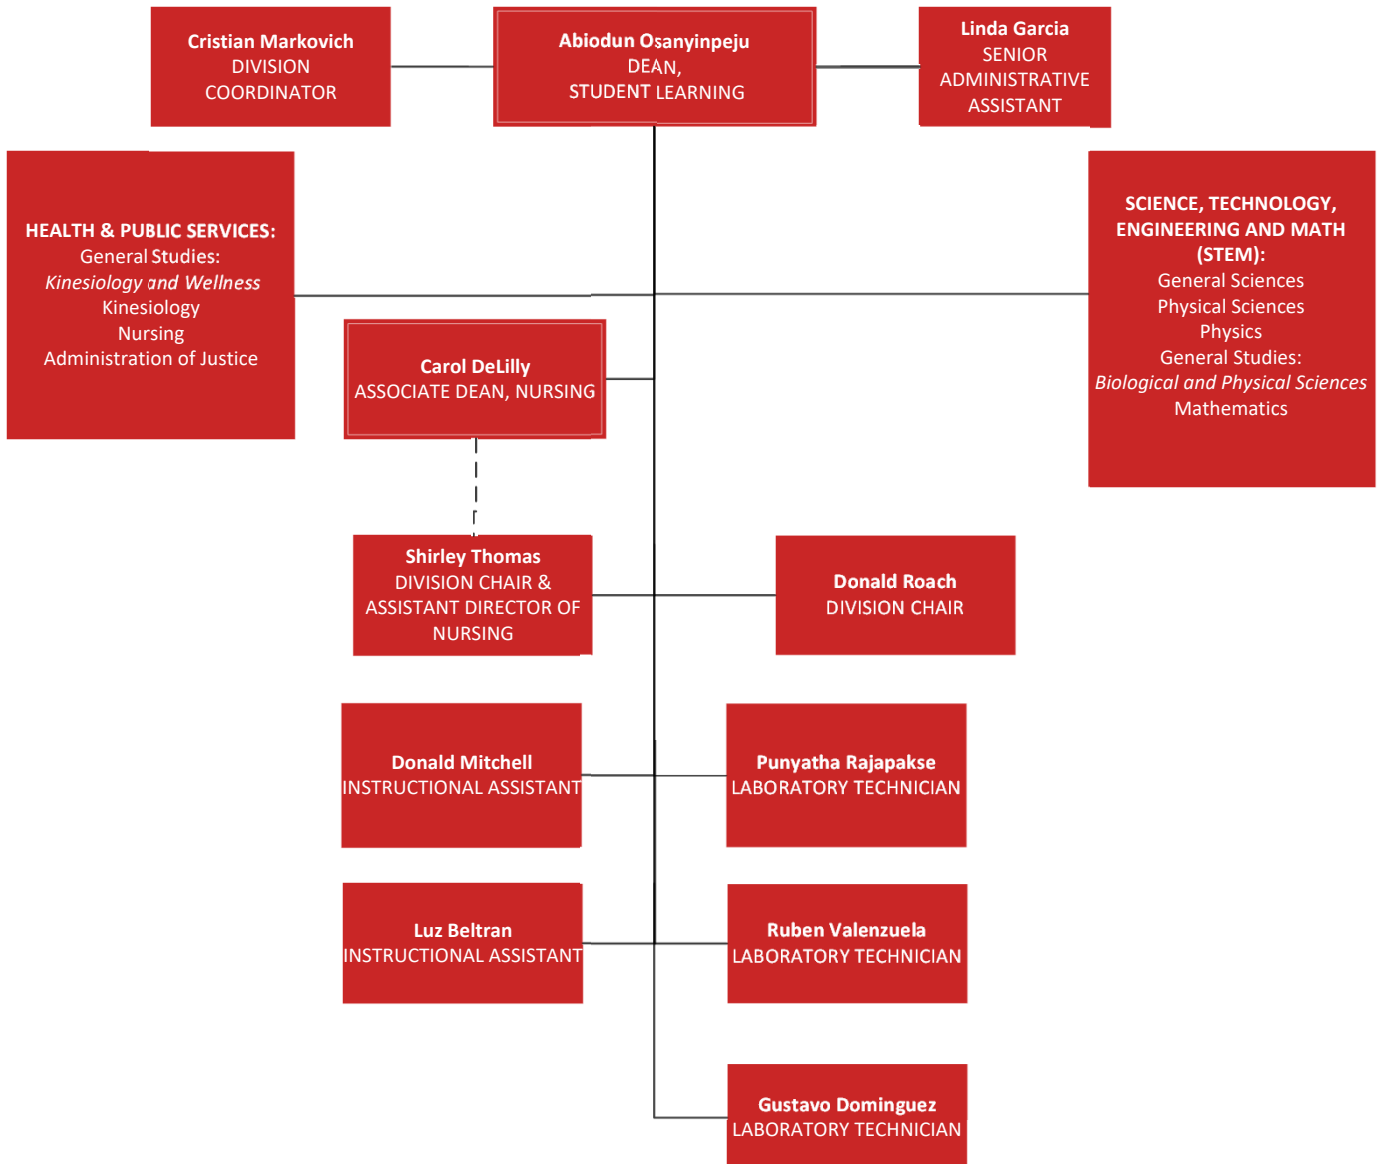 Cristian Markovich
DIVISION
COORDINATOR
Abiodun Osanyinpeju
DEAN,
STUDENT LEARNING
Linda Garcia
SENIOR
ADMINISTRATIVE
ASSISTANT
HEALTH & PUBLIC SERVICES:
General Studies:
Kinesiology and Wellness
Kinesiology
Nursing
Administration of Justice
SCIENCE, TECHNOLOGY,
ENGINEERING AND MATH
(STEM):
General Sciences
Physical Sciences
Physics
General Studies:
Biological and Physical Sciences
Mathematics
Carol DeLilly
ASSOCIATE DEAN, NURSING
Shirley Thomas
DIVISION CHAIR &
ASSISTANT DIRECTOR OF
NURSING
Donald Roach
DIVISION CHAIR
Donald Mitchell
INSTRUCTIONAL ASSISTANT
Punyatha Rajapakse
LABORATORY TECHNICIAN
Luz Beltran
INSTRUCTIONAL ASSISTANT
Ruben Valenzuela
LABORATORY TECHNICIAN
Gustavo Dominguez
LABORATORY TECHNICIAN